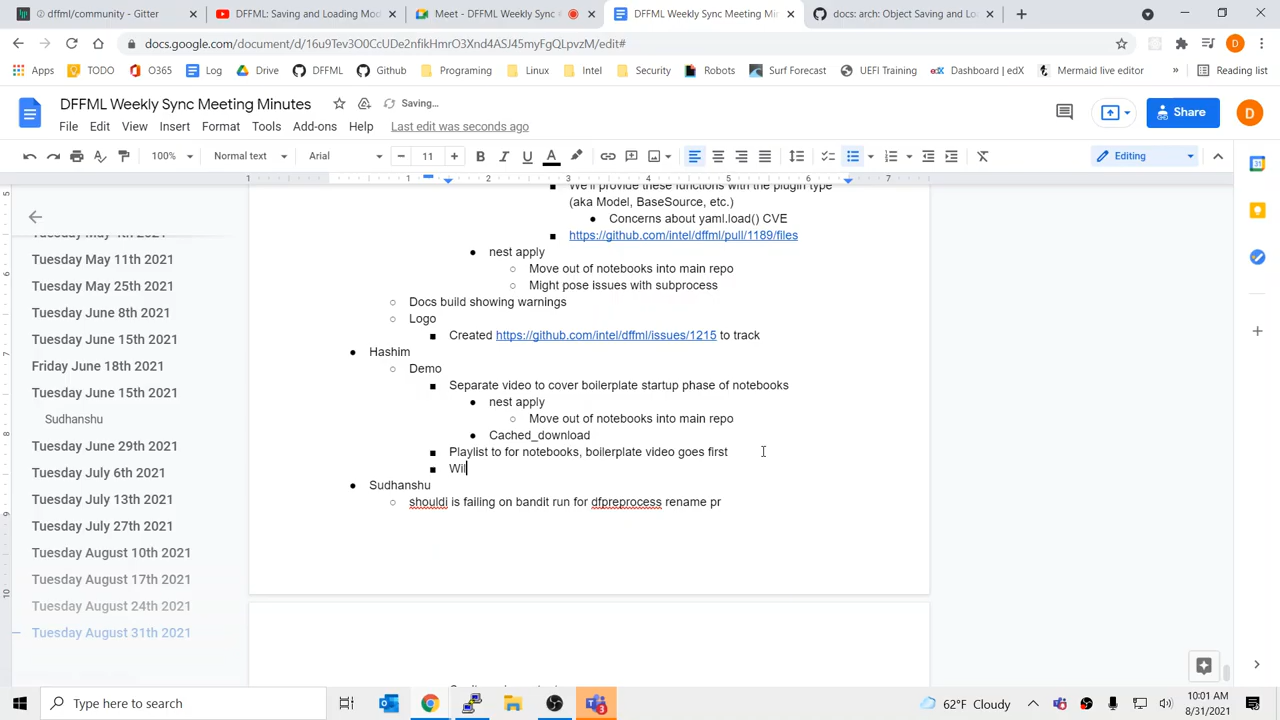 dffml/community - Gitter
DFFML: Saving and Loading Mod
Meet - DFFML Weekly Sync
DFFML Weekly Sync Meeting Min
docs: arch: Object Saving and Lo
docs.google.com/document/d/16u9Tev3O0CcUDe2nfikHmrO3Xnd4ASJ45myFgQLpvzM/edit#
Apps TODO O365 Log Drive DFFML Github Programing Linux Intel Security Robots Surf Forecast UEFI Training Dashboard | edX Mermaid live editor » Reading list
DFFML Weekly Sync Meeting Minutes Saving…
File Edit View Insert Format Tools Add-ons Help Last edit was seconds ago
Share
D
100% Normal text Arial 11 Editing
1 1 2 3 4 5 6 7
We'll provide these functions with the plugin type
(aka Model, BaseSource, etc.)
Concerns about yaml.load() CVE
https://github.com/intel/dffml/pull/1189/files
nest apply
Move out of notebooks into main repo
Might pose issues with subprocess
Docs build showing warnings
Logo
Created https://github.com/intel/dffml/issues/1215 to track
Hashim
Demo
Separate video to cover boilerplate startup phase of notebooks
nest apply
Move out of notebooks into main repo
Cached_download
Playlist to for notebooks, boilerplate video goes first
Wil
Sudhanshu
shouldi is failing on bandit run for dfpreprocess rename pr
Tuesday May 4th 2021
Tuesday May 11th 2021
Tuesday May 25th 2021
Tuesday June 8th 2021
Tuesday June 15th 2021
Friday June 18th 2021
Tuesday June 15th 2021
Sudhanshu
Tuesday June 29th 2021
Tuesday July 6th 2021
Tuesday July 13th 2021
Tuesday July 27th 2021
Tuesday August 10th 2021
Tuesday August 17th 2021
Tuesday August 24th 2021
Tuesday August 31th 2021
Type here to search
62°F Cloudy
10:01 AM
8/31/2021